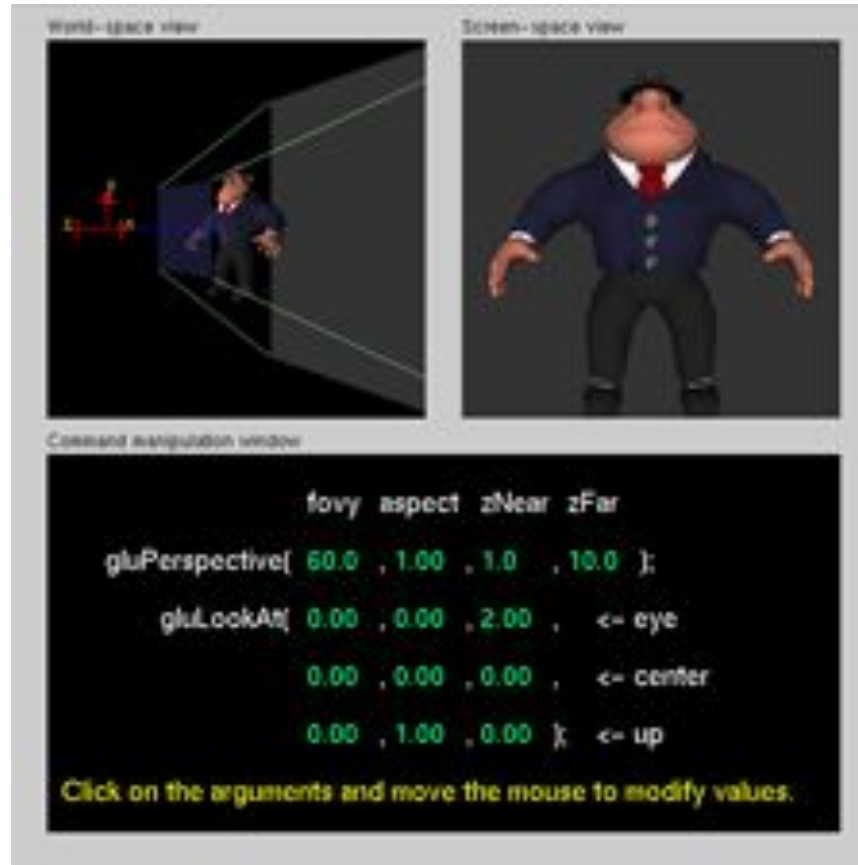 World-space view
Screen-space view
Command manipulation window
fovy aspect zNear zFar
gluPerspective( 60.0 , 1.00 , 1.0 , 10.0 );
gluLookAt( 0.00 , 0.00 , 2.00 , <- eye
0.00 , 0.00 , 0.00 , <- center
0.00 , 1.00 , 0.00 ); <- up
Click on the arguments and move the mouse to modify values.